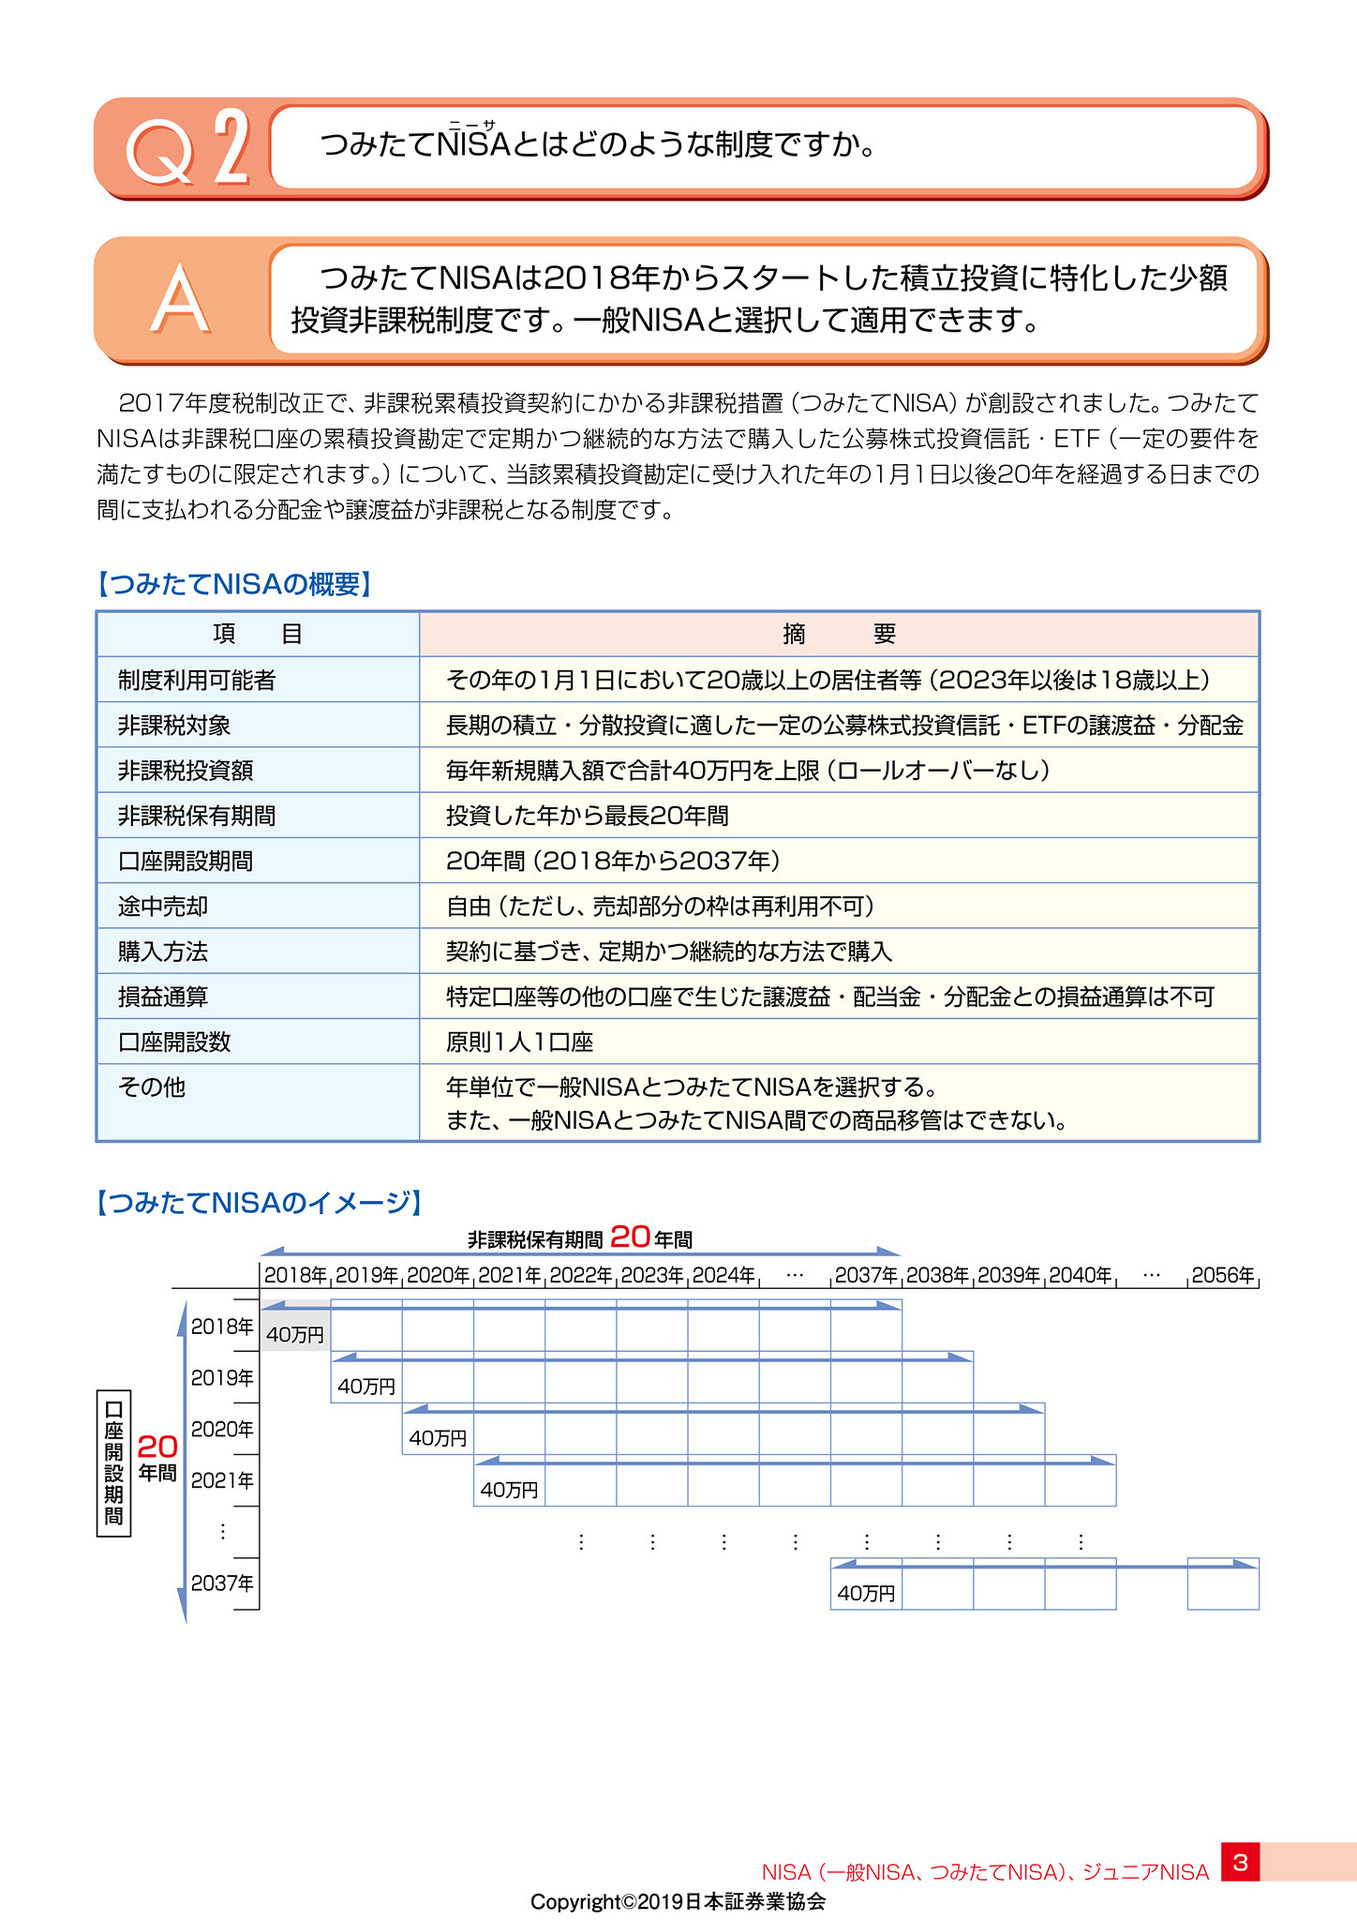 Q2
ニーサ
つみたてNISAとはどのような制度ですか。
A
つみたてNISAは2018年からスタートした積立投資に特化した少額
投資非課税制度です。一般NISAと選択して適用できます。
2017年度税制改正で、非課税累積投資契約にかかる非課税措置（つみたてNISA）が創設されました。つみたて
NISAは非課税口座の累積投資勘定で定期かつ継続的な方法で購入した公募株式投資信託・ETF（一定の要件を
満たすものに限定されます。）について、当該累積投資勘定に受け入れた年の1月1日以後20年を経過する日までの
間に支払われる分配金や譲渡益が非課税となる制度です。
【つみたてNISAの概要】
項　目 摘　要
制度利用可能者 その年の1月1日において20歳以上の居住者等（2023年以後は18歳以上）
非課税対象 長期の積立・分散投資に適した一定の公募株式投資信託・ETFの譲渡益・分配金
非課税投資額 毎年新規購入額で合計40万円を上限（ロールオーバーなし）
非課税保有期間 投資した年から最長20年間
口座開設期間 20年間（2018年から2037年）
途中売却 自由（ただし、売却部分の枠は再利用不可）
購入方法 契約に基づき、定期かつ継続的な方法で購入
損益通算 特定口座等の他の口座で生じた譲渡益・配当金・分配金との損益通算は不可
口座開設数 原則1人1口座
その他 年単位で一般NISAとつみたてNISAを選択する。
また、一般NISAとつみたてNISA間での商品移管はできない。
【つみたてNISAのイメージ】
非課税保有期間 20年間
2018年 2019年 2020年 2021年 2022年 2023年 2024年 … 2037年 2038年 2039年 2040年 … 2056年
口座開設期間
20
年間
2018年 40万円
2019年 40万円
2020年 40万円
2021年 40万円
⋮ ⋮ ⋮ ⋮ ⋮ ⋮ ⋮ ⋮ ⋮
2037年 40万円
NISA（一般NISA、つみたてNISA）、ジュニアNISA 3
Copyright©2019日本証券業協会